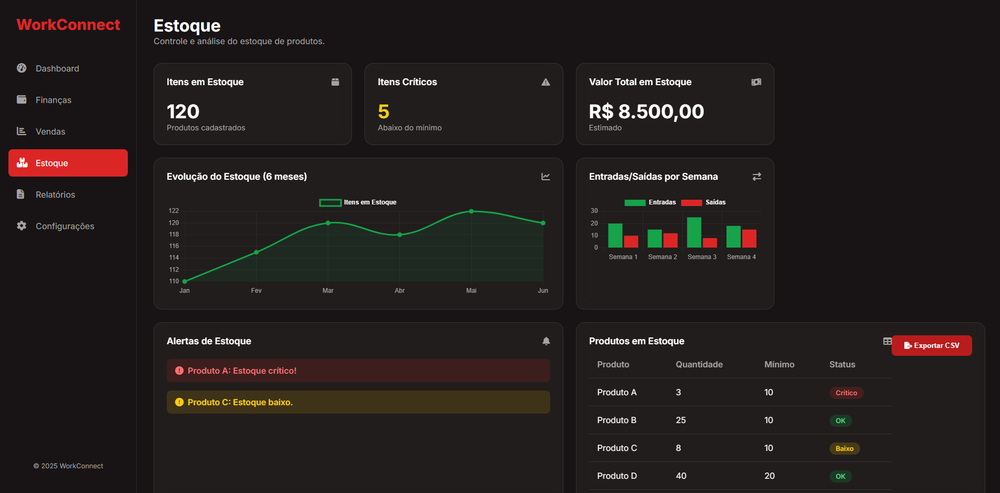 WorkConnect
Dashboard
Finanças
Vendas
Estoque
Relatórios
Configurações
© 2025 WorkConnect
Estoque
Controle e análise do estoque de produtos.
Itens em Estoque
120
Produtos cadastrados
Itens Críticos
5
Abaixo do mínimo
Valor Total em Estoque
R$ 8.500,00
Estimado
Evolução do Estoque (6 meses)
Itens em Estoque
122
120
118
116
114
112
110
Jan Fev Mar Abr Mai Jun
Entradas/Saídas por Semana
Entradas Saídas
30
20
10
0
Semana 1 Semana 2 Semana 3 Semana 4
Alertas de Estoque
Produto A: Estoque crítico!
Produto C: Estoque baixo.
Produtos em Estoque
Exportar CSV
Produto Quantidade Mínimo Status
Produto A 3 10 Crítico
Produto B 25 10 OK
Produto C 8 10 Baixo
Produto D 40 20 OK